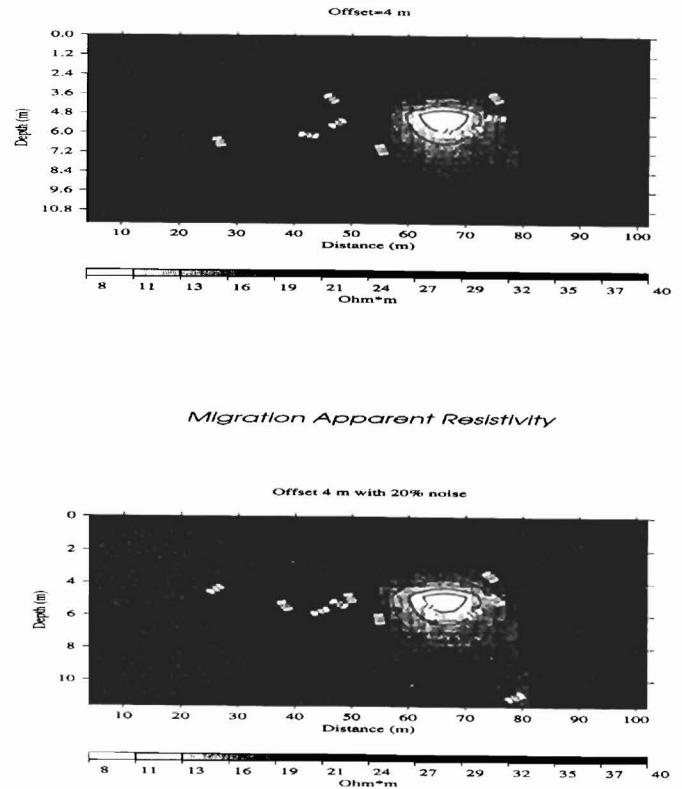 Offset=4 m
0.0
1.2
2.4
3.6
4.8
6.0
7.2
8.4
9.6
10.8
Depth (m)
10 20 30 40 50 60 70 80 90 100
Distance (m)
8 11 13 16 19 21 24 27 29 32 35 37 40
Ohm*m
Migration Apparent Resistivity
Offset 4 m with 20% noise
0
2
4
6
8
10
Depth (m)
10 20 30 40 50 60 70 80 90 100
Distance (m)
8 11 14 16 19 21 24 27 29 32 35 37 40
Ohm*m